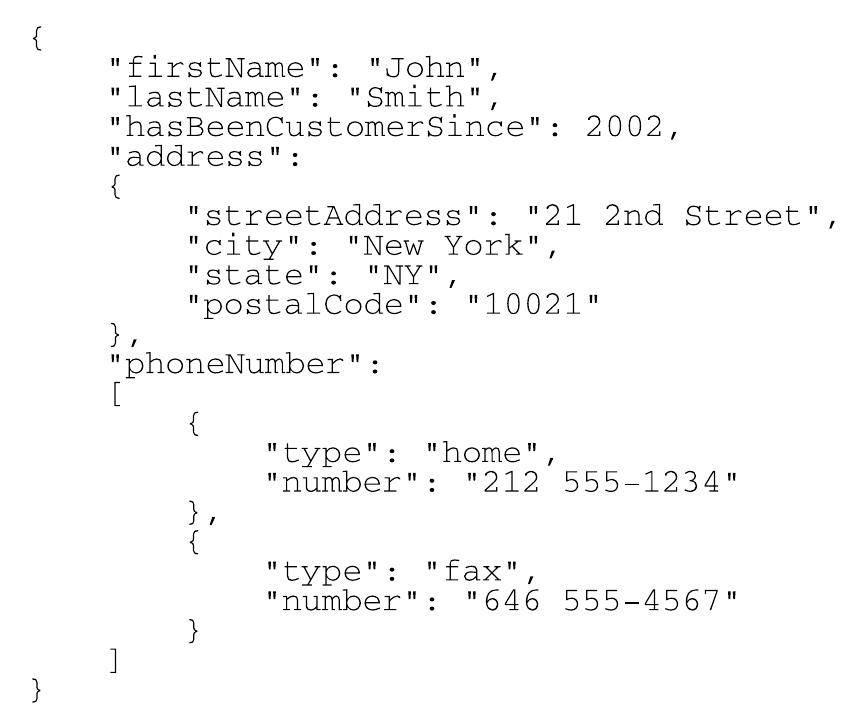 {
"firstName": "John",
"lastName": "Smith",
"hasBeenCustomerSince": 2002,
"address":
{
"streetAddress": "21 2nd Street",
"city": "New York",
"state": "NY",
"postalCode": "10021"
},
"phoneNumber":
[
{
"type": "home",
"number": "212 555-1234"
},
{
"type": "fax",
"number": "646 555-4567"
}
]
}